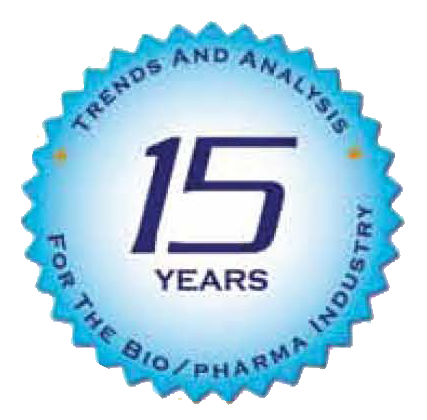 TRENDS AND ANALYSIS
15
YEARS
FOR THE BIO/PHARMA INDUSTRY